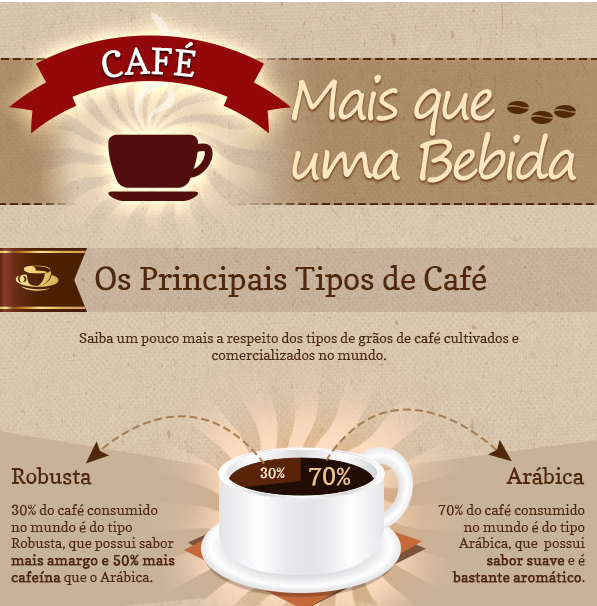 CAFÉ
Mais que
uma Bebida
Os Principais Tipos de Café
Saiba um pouco mais a respeito dos tipos de grãos de café cultivados e
comercializados no mundo.
30%
70%
Robusta
30% do café consumido
no mundo é do tipo
Robusta, que possui sabor
mais amargo e 50% mais
cafeína que o Arábica.
Arábica
70% do café consumido
no mundo é do tipo
Arábica, que possui
sabor suave e é
bastante aromático.